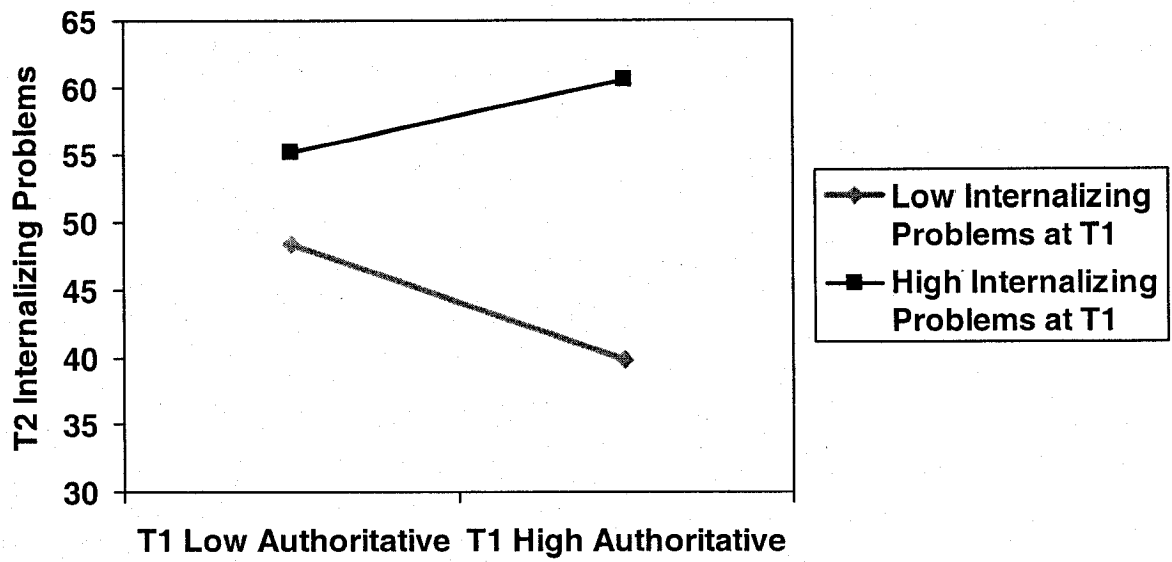 65
60
55
50
45
40
35
30
T2 Internalizing Problems
T1 Low Authoritative
T1 High Authoritative
Low Internalizing
Problems at T1
High Internalizing
Problems at T1